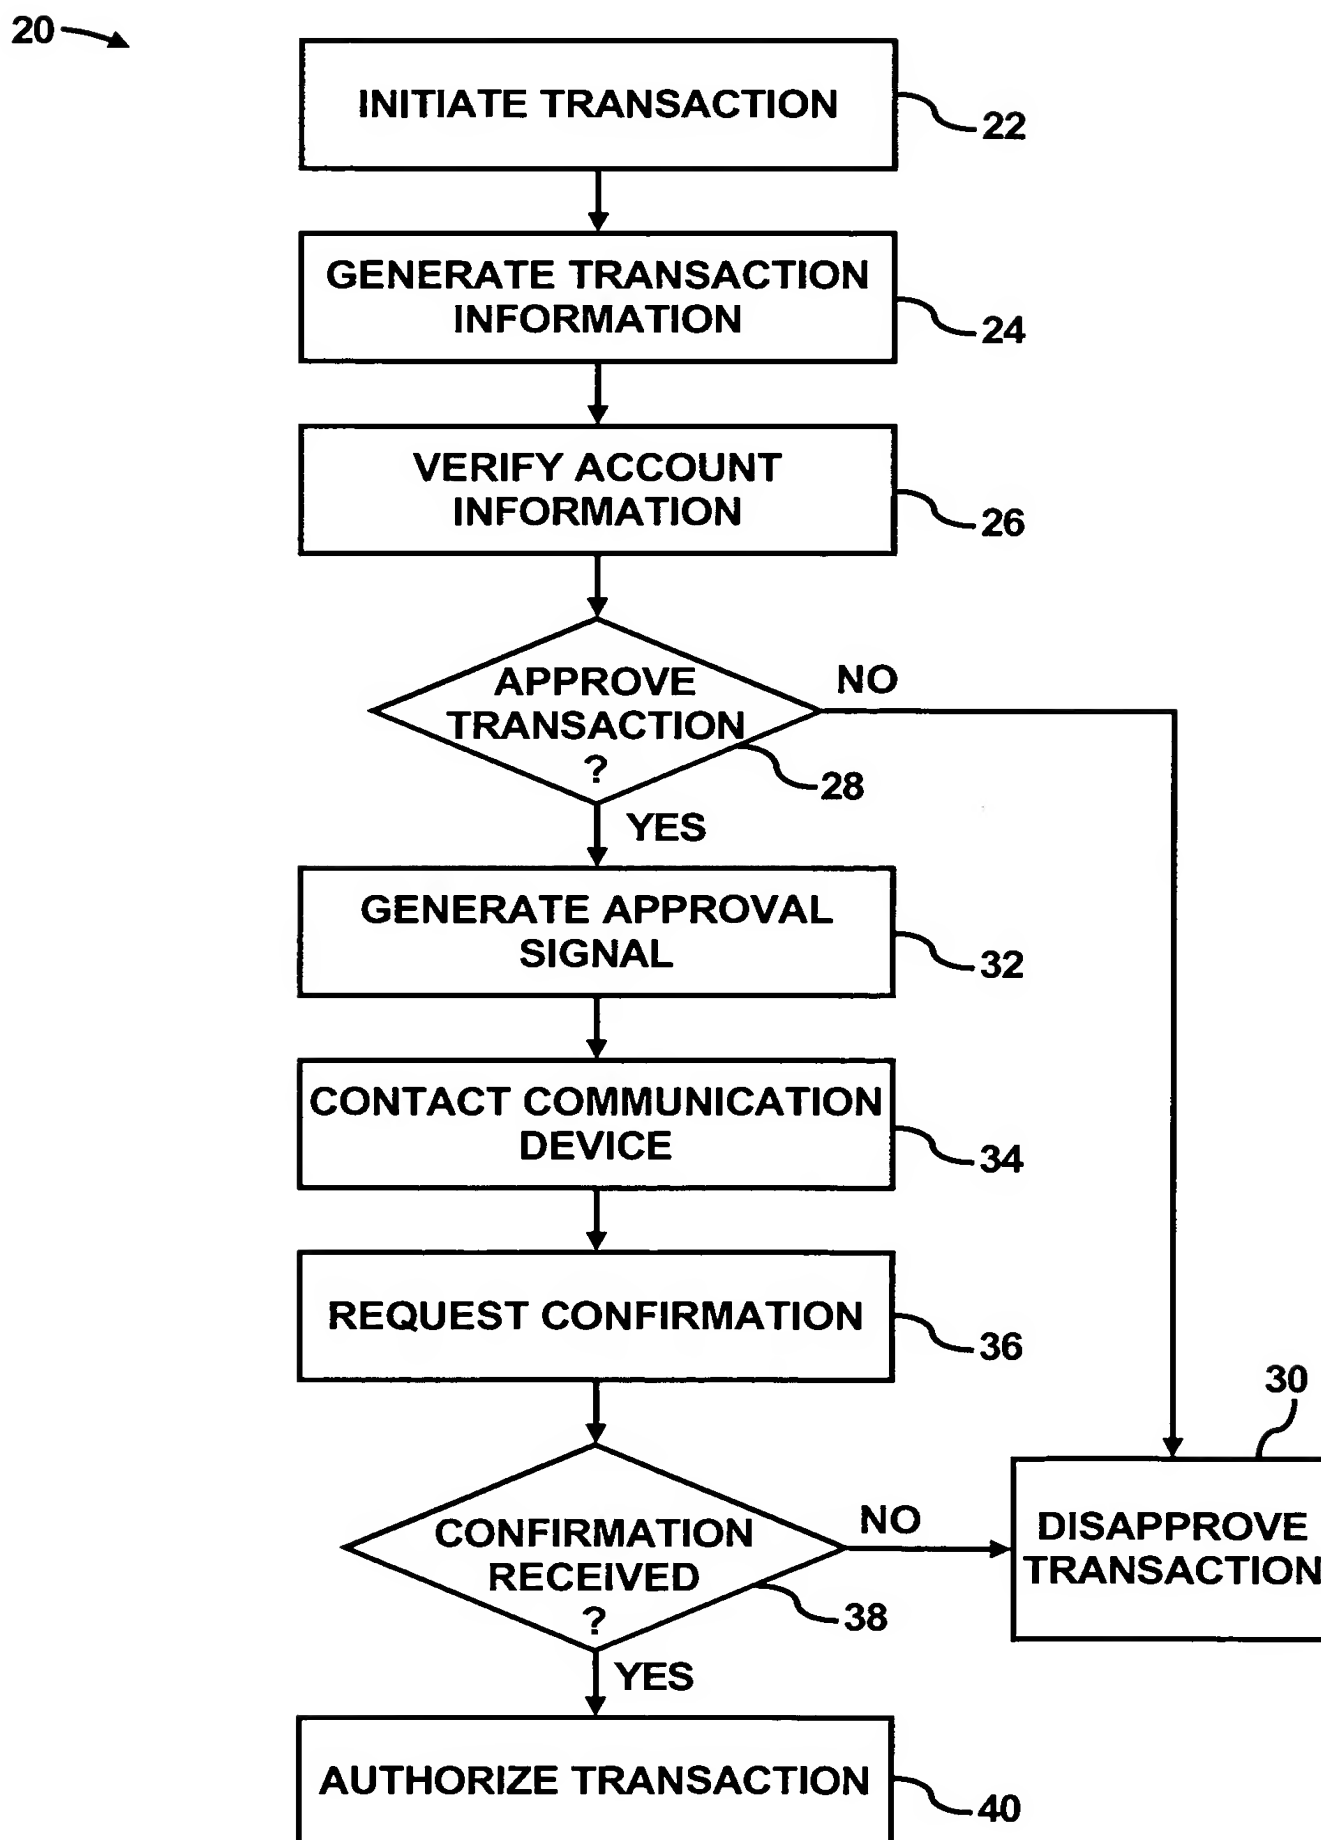 20
INITIATE TRANSACTION
22
GENERATE TRANSACTION
INFORMATION
24
VERIFY ACCOUNT
INFORMATION
26
APPROVE
TRANSACTION
?
NO
28
YES
GENERATE APPROVAL
SIGNAL
32
CONTACT COMMUNICATION
DEVICE
34
REQUEST CONFIRMATION
36
30
CONFIRMATION
RECEIVED
?
NO
38
DISAPPROVE
TRANSACTION
YES
AUTHORIZE TRANSACTION
40